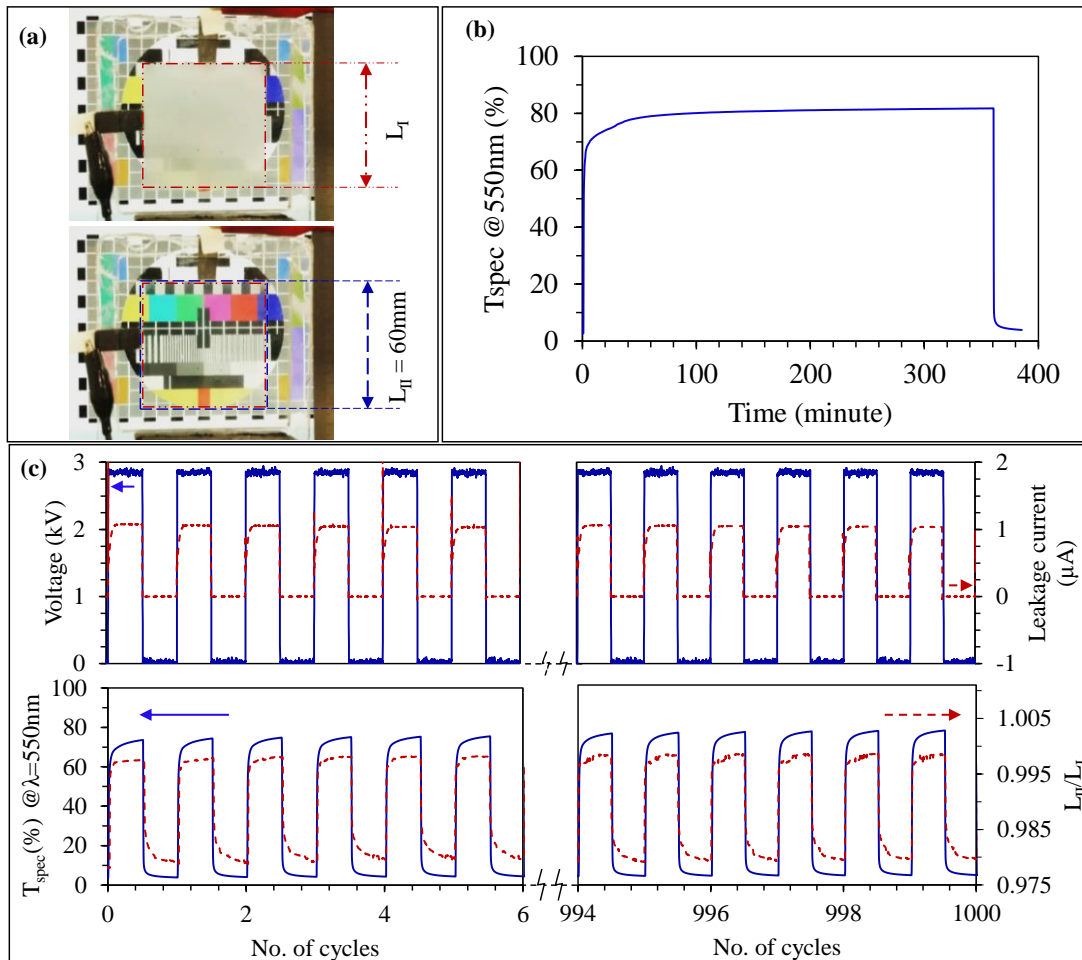 (a)
L_I
L_II = 60mm
(b)
Tspec @ 550nm (%)
100
80
60
40
20
0
0 100 200 300 400
Time (minute)
(c)
Voltage (kV)
3
2
1
0
2
1
0
-1
Leakage current
(μA)
T_spec(%) @λ=550nm
100
80
60
40
20
0
0 2 4 6 994 996 998 1000
No. of cycles No. of cycles
1.005
0.995
0.985
0.975
L_II/L_I